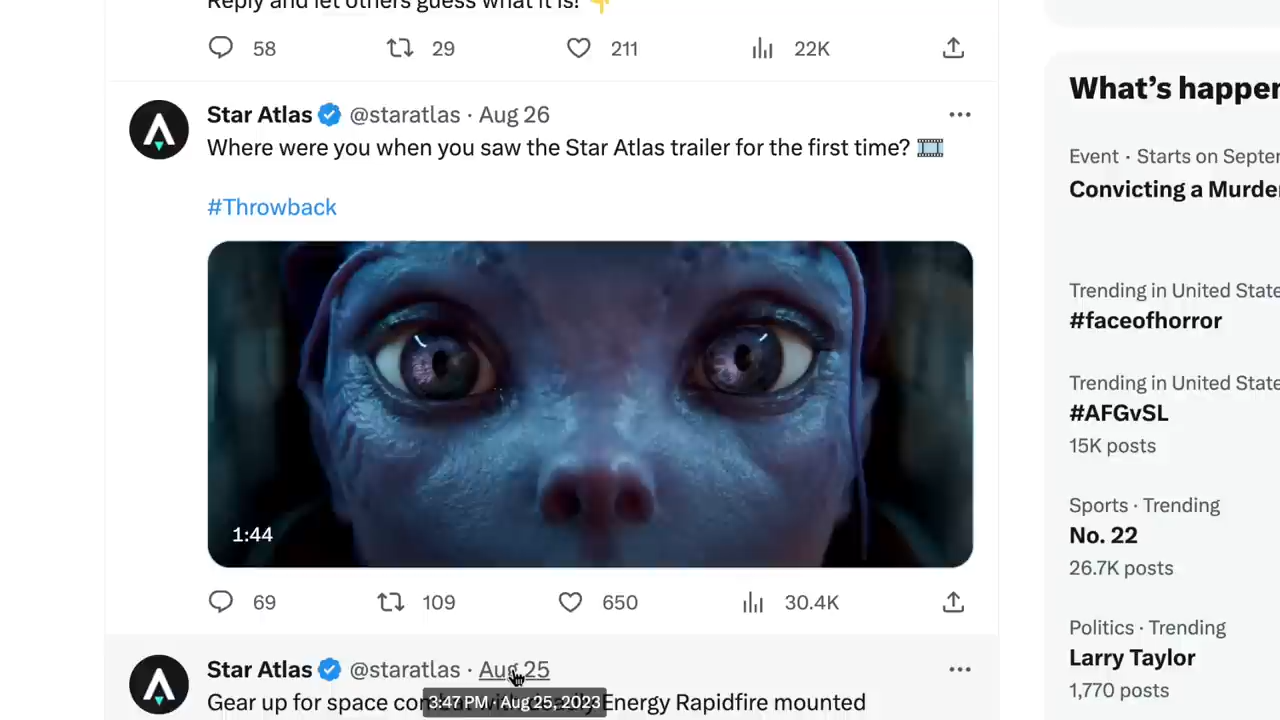 Reply and let others guess what it is! 👇
58 29 211 22K
Star Atlas @staratlas · Aug 26
Where were you when you saw the Star Atlas trailer for the first time? 🎞️
#Throwback
1:44
69 109 650 30.4K
Star Atlas @staratlas · Aug 25
3:47 PM · Aug 25, 2023
Gear up for space Energy Rapidfire mounted
What's happen
Event · Starts on Septer
Convicting a Murder
Trending in United State
#faceofhorror
Trending in United State
#AFGvSL
15K posts
Sports · Trending
No. 22
26.7K posts
Politics · Trending
Larry Taylor
1,770 posts